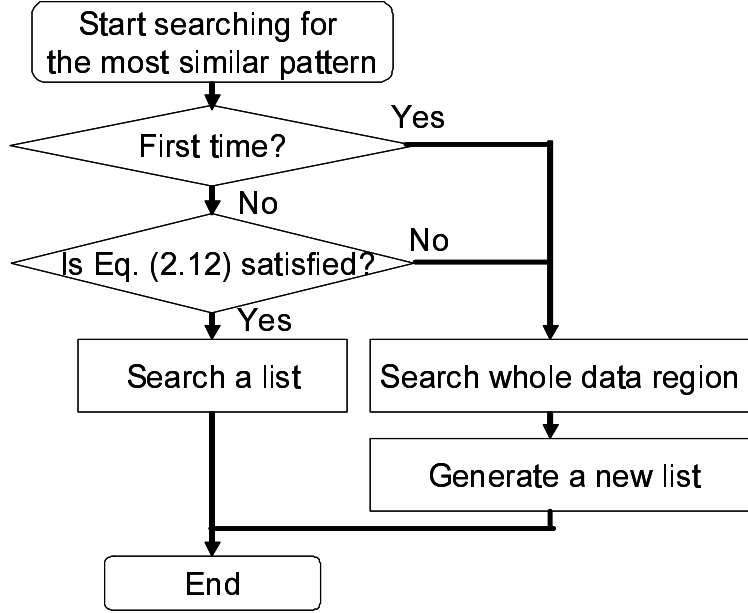 Start searching for
the most similar pattern
Yes
First time?
No
Is Eq. (2.12) satisfied?
No
Yes
Search a list
Search whole data region
Generate a new list
End